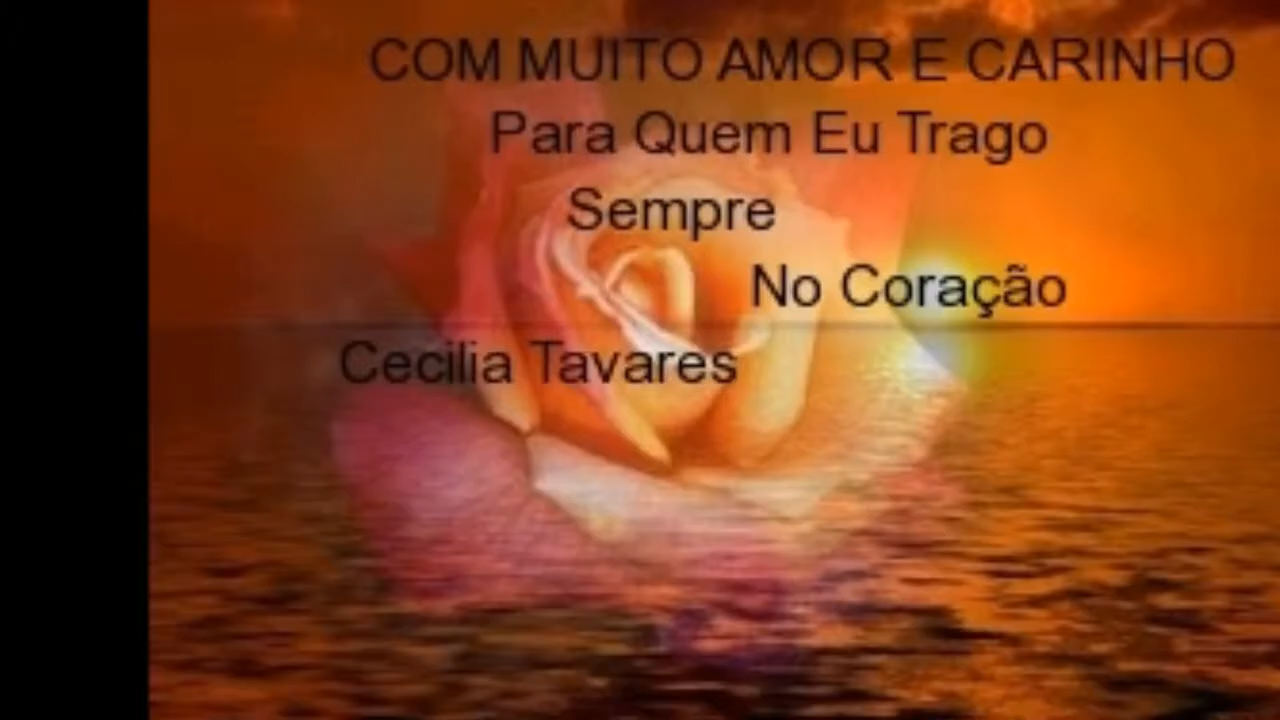 COM MUITO AMOR E CARINHO
Para Quem Eu Trago
Sempre
No Coração
Cecilia Tavares